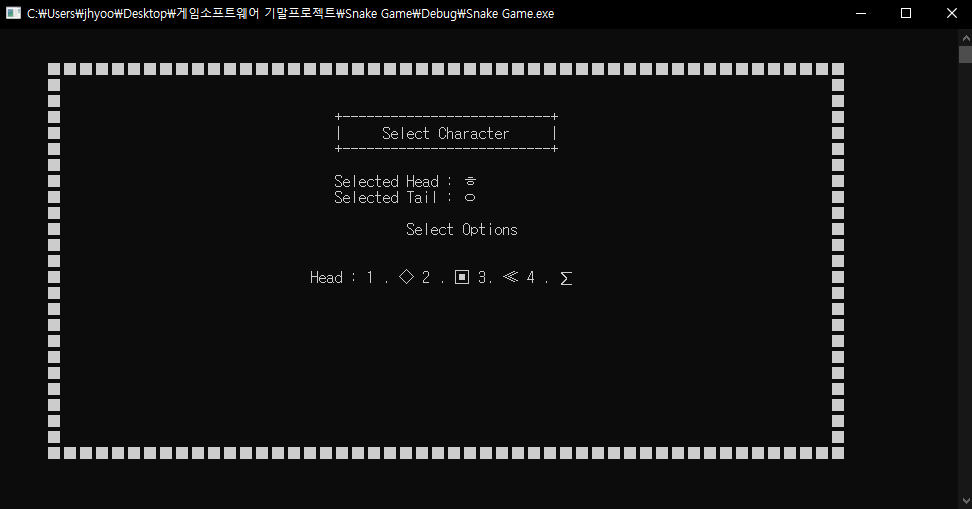 C:₩Users₩jhyoo₩Desktop₩게임소프트웨어 기말프로젝트₩Snake Game₩Debug₩Snake Game.exe
+--------------------------+
|     Select Character     |
+--------------------------+
Selected Head : ㅎ
Selected Tail : ㅇ
Select Options
Head : 1 . ◇ 2 . ▣ 3. ≪ 4 . ∑